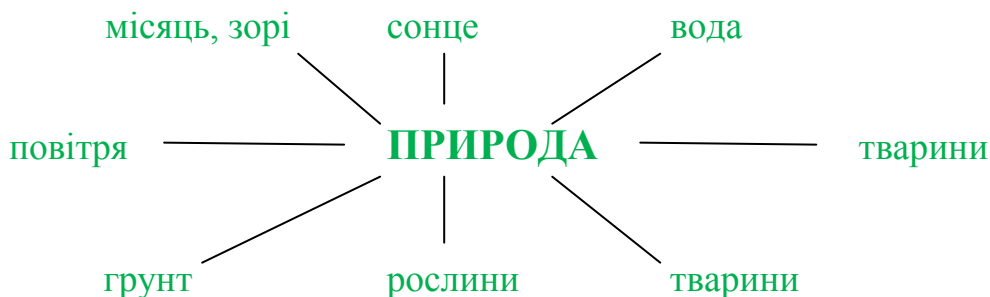 місяць, зорі сонце вода
повітря ПРИРОДА тварини
грунт рослини тварини